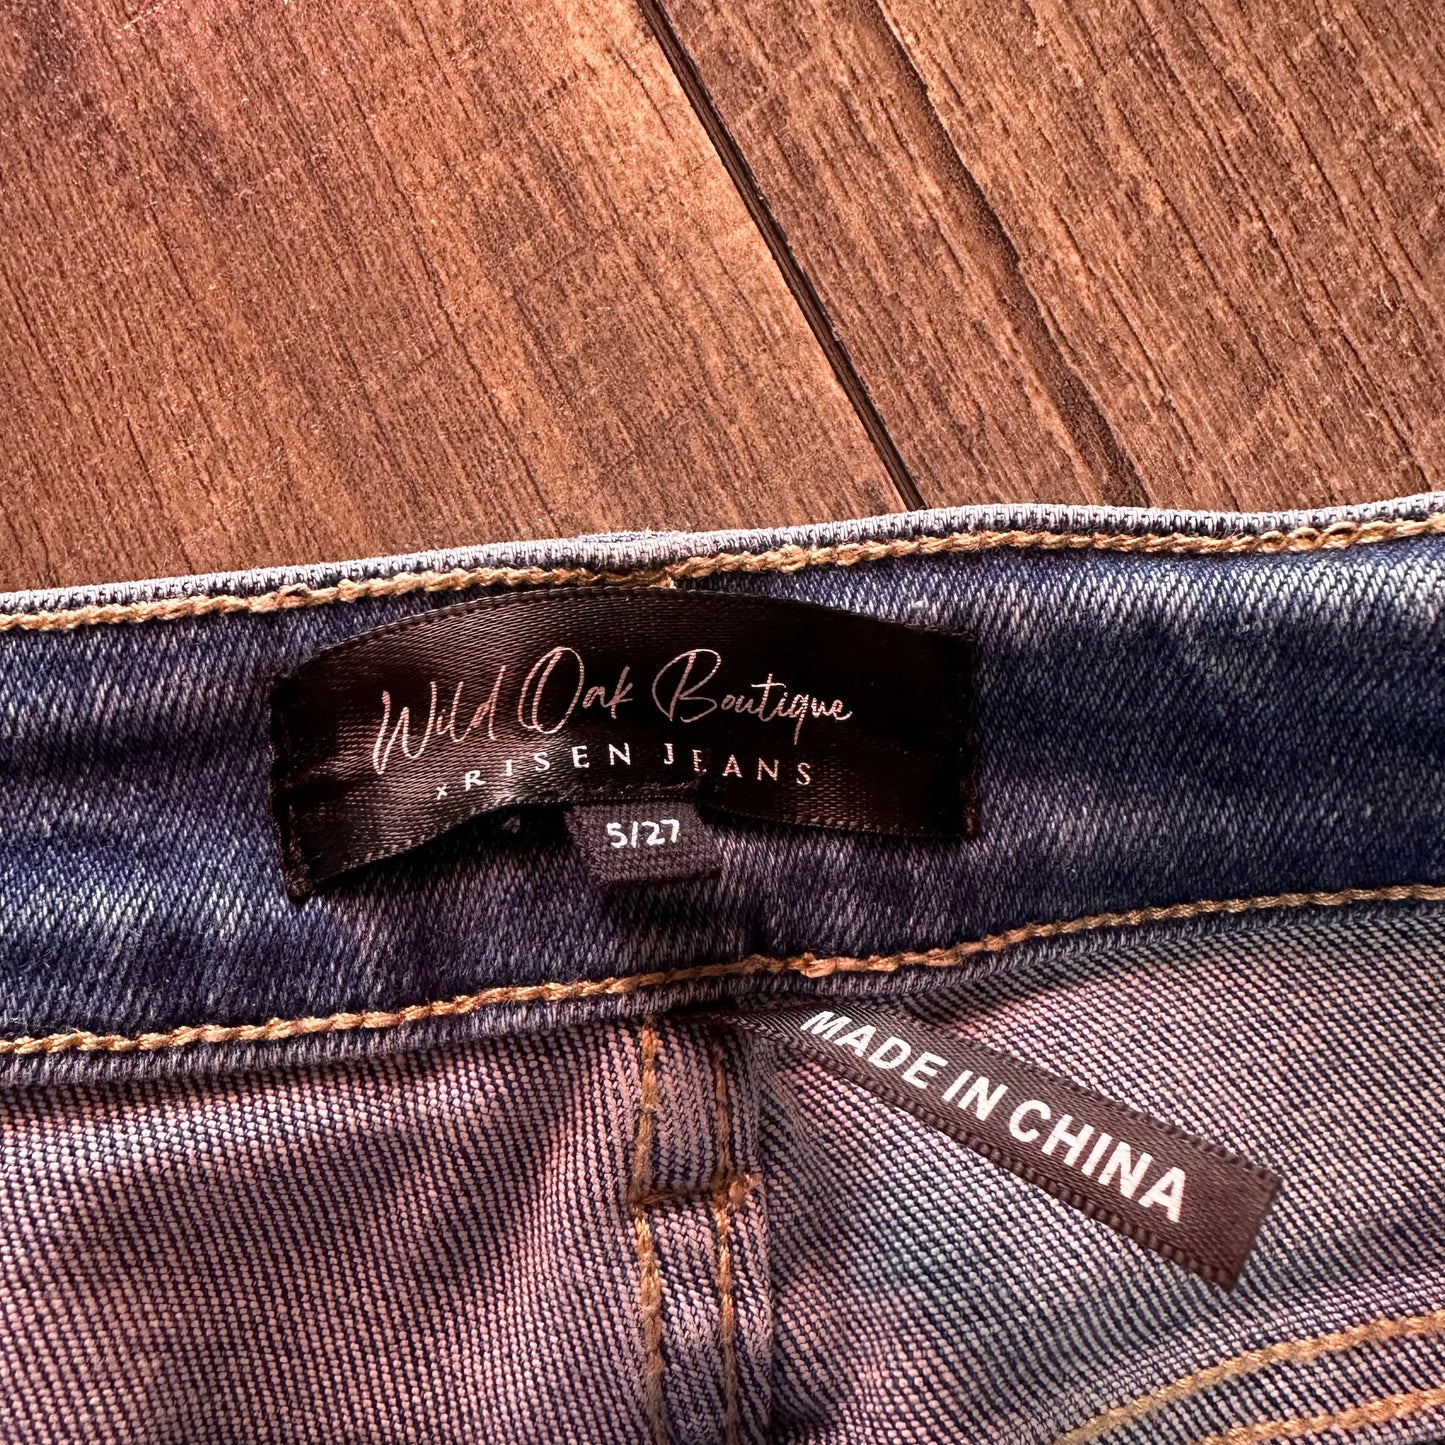 Wild Oak Boutique
x RISEN JEANS
5/27
MADE IN CHINA